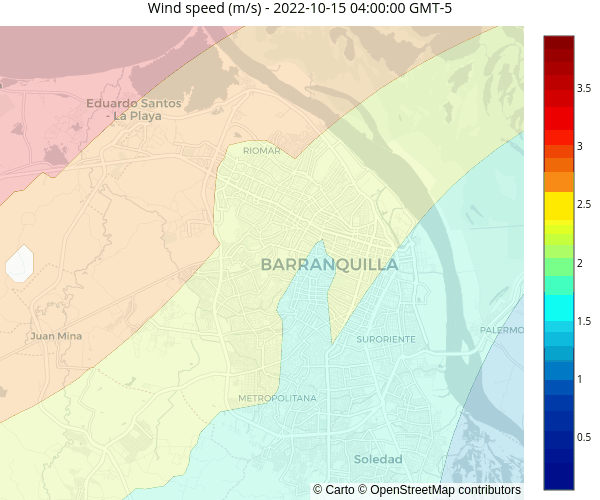 Wind speed (m/s) - 2022-10-15 04:00:00 GMT-5
Eduardo Santos
- La Playa
RIOMAR
BARRANQUILLA
Juan Mina
SURORIENTE
PALERMO
METROPOLITANA
Soledad
3.5
3
2.5
2
1.5
1
0.5
© Carto © OpenStreetMap contributors